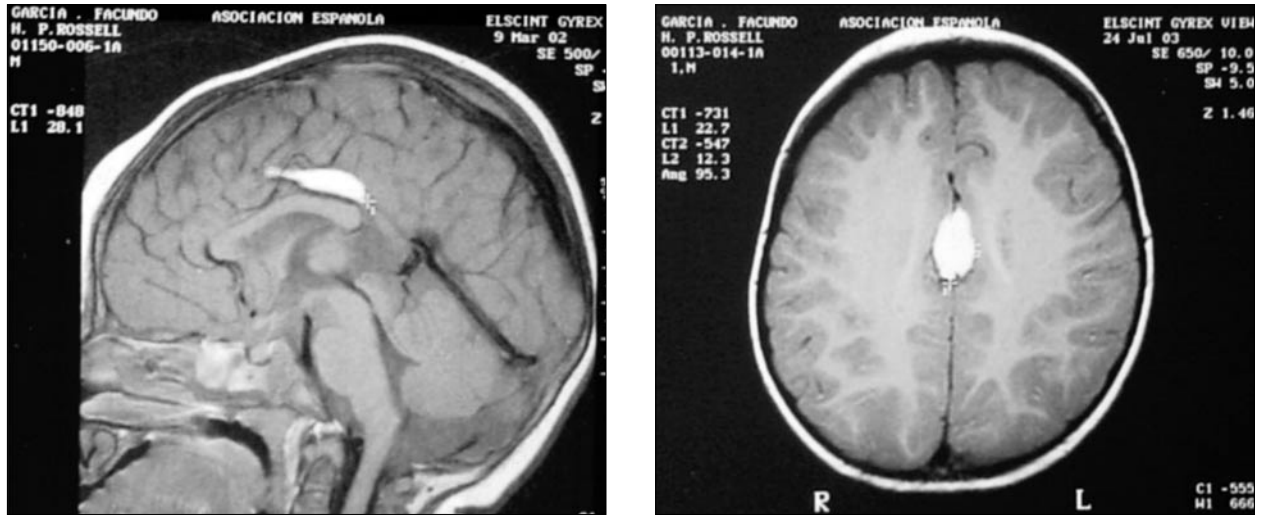 GARCIA . FACUNDO
ASOCIACION ESPANOLA
ELSCINT GYREX
H. P.ROSSELL
9 Mar 02
01150-006-1A
SE 500/
M
SP
CT1 -848
L1 28.1
Z
GARCIA . FACUNDO
ASOCIACION ESPANOLA
ELSCINT GYREX VIEW
H. P.ROSSELL
24 Jul 03
00113-014-1A
SE 650/ 10.0
1,M
SP -9.5
SW 5.0
CT1 -731
L1 22.7
CT2 -547
L2 12.3
Ang 95.3
Z 1.46
R
L
C1 -555
W1 666